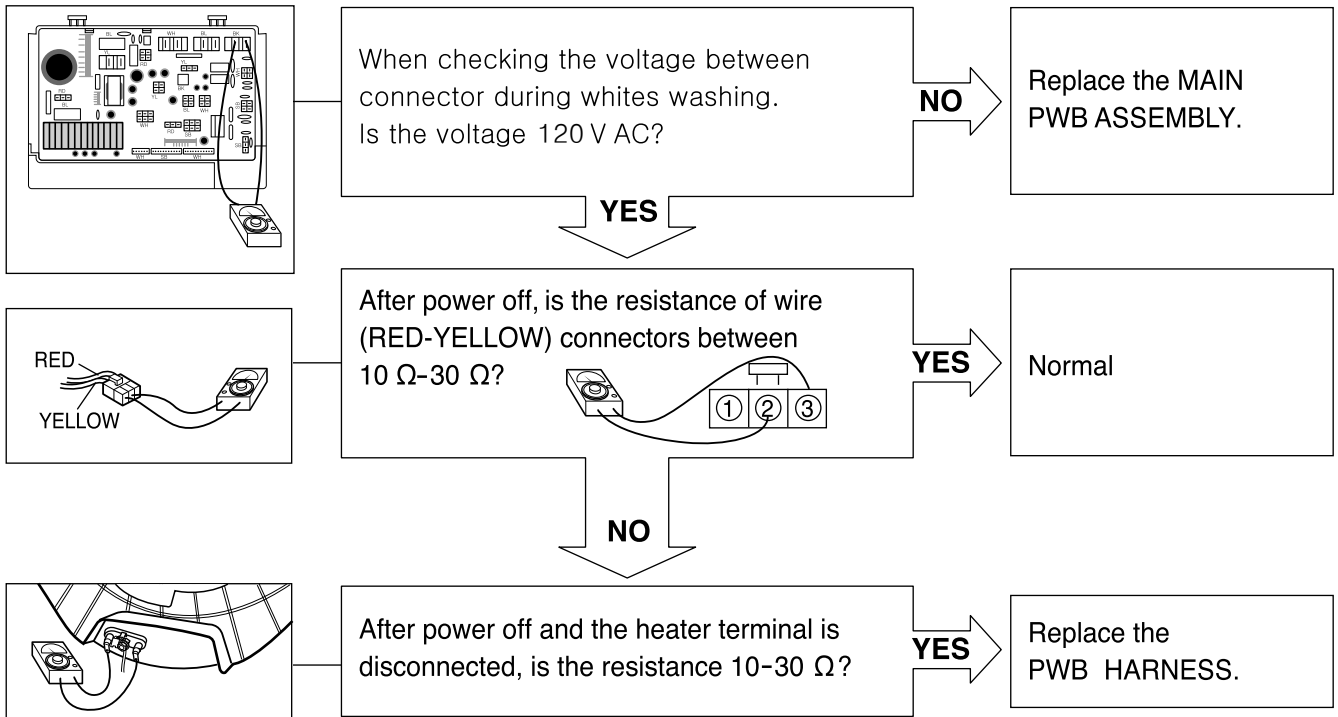 When checking the voltage between
connector during whites washing.
Is the voltage 120 V AC?
NO
Replace the MAIN
PWB ASSEMBLY.
YES
After power off, is the resistance of wire
(RED-YELLOW) connectors between
10 Ω-30 Ω?
① ② ③
RED
YELLOW
YES
Normal
NO
After power off and the heater terminal is
disconnected, is the resistance 10-30 Ω?
YES
Replace the
PWB HARNESS.